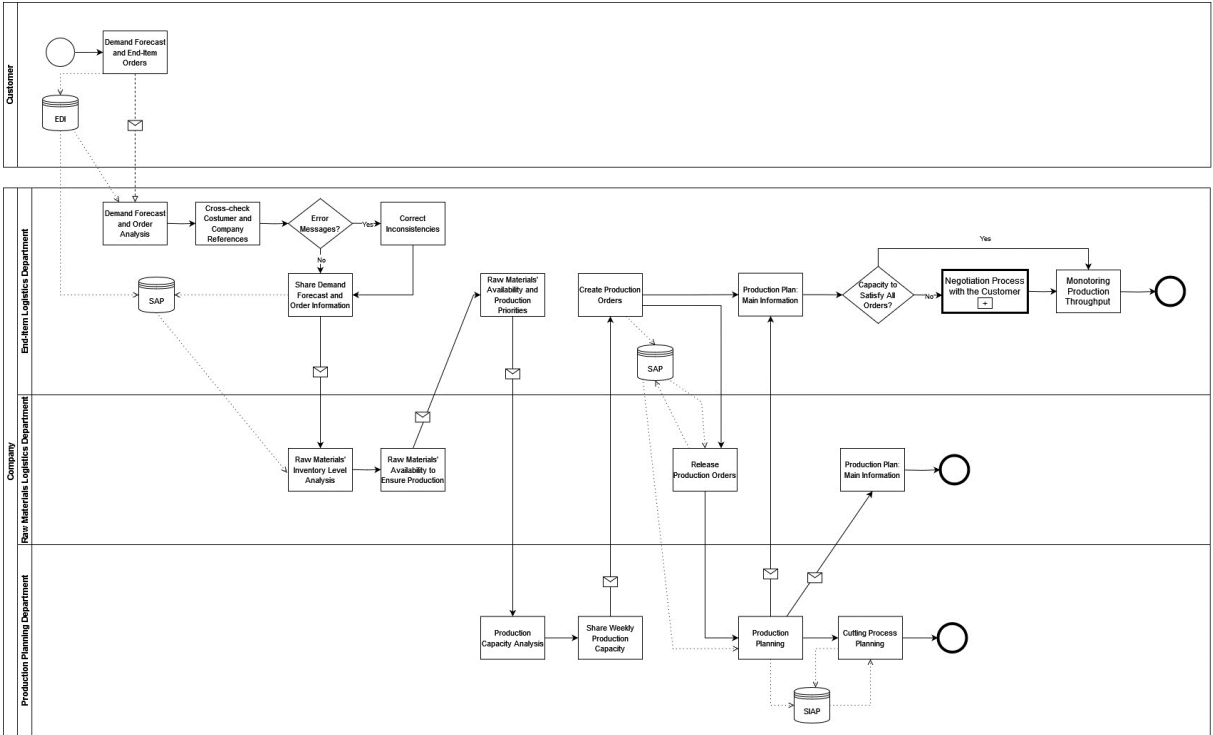 Customer
Demand Forecast
and End-Item
Orders
EDI
Company
End-Item Logistics Department
Demand Forecast
and Order
Analysis
Cross-check
Costumer and
Company
References
Error
Messages?
Yes
Correct
Inconsistencies
No
SAP
Share Demand
Forecast and
Order Information
Raw Materials'
Availability and
Production
Priorities
Create Production
Orders
SAP
Production Plan:
Main Information
Capacity to
Satisfy All
Orders?
Yes
No
Negotiation Process
with the Customer
Monotoring
Production
Throughput
Raw Materials Logistics Department
Raw Materials'
Inventory Level
Analysis
Raw Materials'
Availability to
Ensure Production
Release
Production Orders
Production Plan:
Main Information
Production Planning Department
Production
Capacity Analysis
Share Weekly
Production
Capacity
Production
Planning
Cutting Process
Planning
SIAP